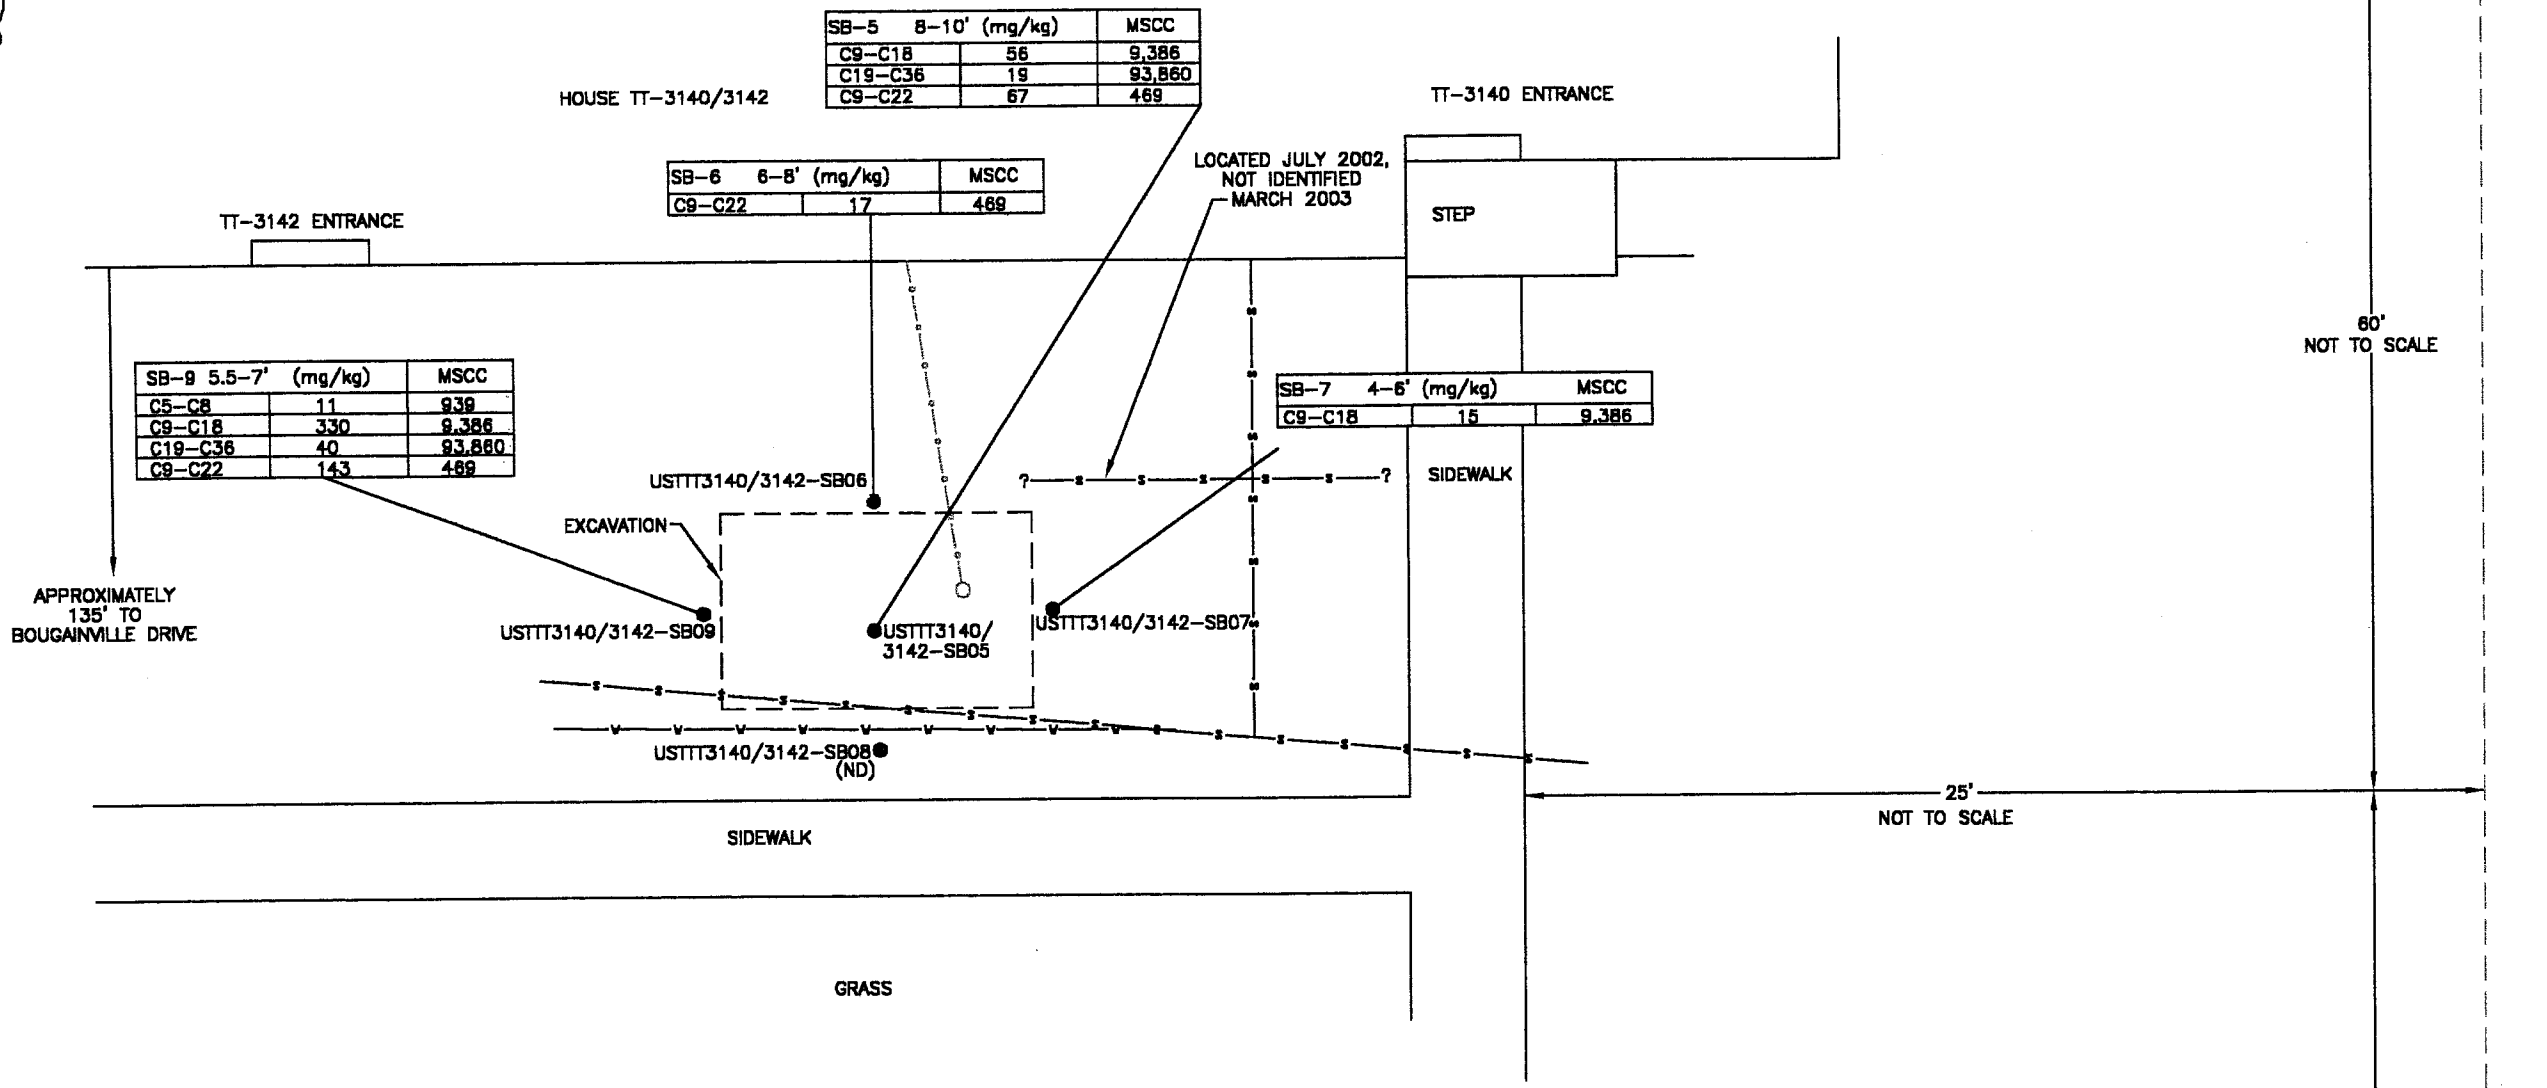 SB-5 8-10' (mg/kg) MSCC
C9-C18 56 9,386
C19-C36 19 93,860
C9-C22 67 469
HOUSE TT-3140/3142
TT-3140 ENTRANCE
SB-6 6-8' (mg/kg) MSCC
C9-C22 17 469
LOCATED JULY 2002,
NOT IDENTIFIED
MARCH 2003
STEP
TT-3142 ENTRANCE
60'
NOT TO SCALE
SB-9 5.5-7' (mg/kg) MSCC
C5-C8 11 939
C9-C18 330 9,386
C19-C36 40 93,860
C9-C22 143 469
SB-7 4-6' (mg/kg) MSCC
C9-C18 15 9,386
USTTT3140/3142-SB06
? S S S S S ?
SIDEWALK
EXCAVATION
APPROXIMATELY
135' TO
BOUGAINVILLE DRIVE
USTTT3140/3142-SB09
USTTT3140/
3142-SB05
USTTT3140/3142-SB07
S S S S S S S S S S S S S S S S
W W W W W W W W W
USTTT3140/3142-SB08
(ND)
25'
NOT TO SCALE
SIDEWALK
GRASS